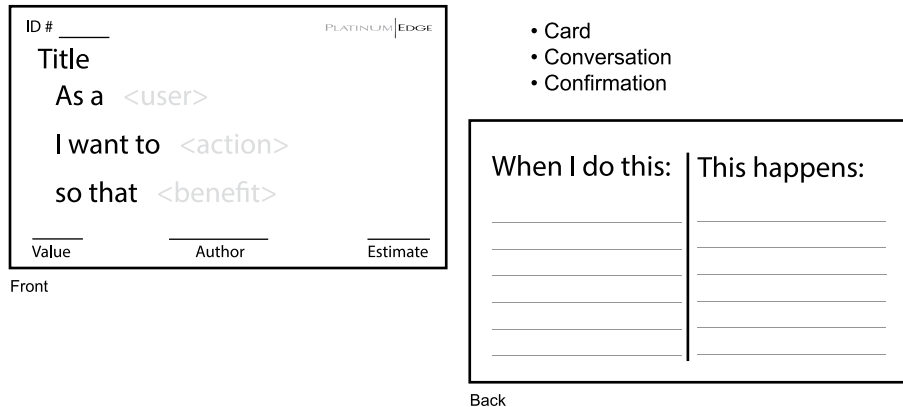 ID # ______
PLATINUM|EDGE
Title
As a <user>
I want to <action>
so that <benefit>
Value
Author
Estimate
Front
• Card
• Conversation
• Confirmation
When I do this:
This happens:
Back